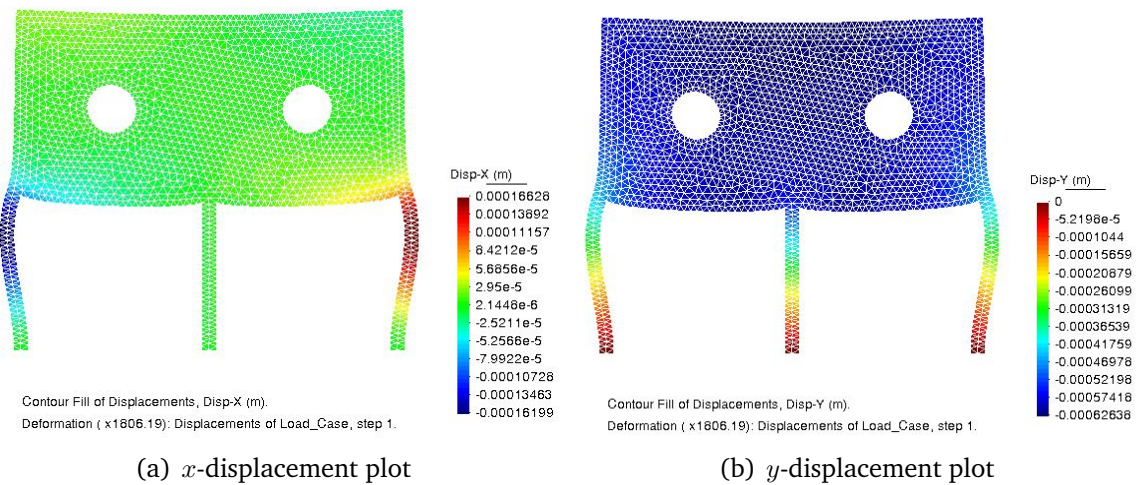 Disp-X (m)
0.00016628
0.00013892
0.00011157
8.4212e-5
5.6856e-5
2.95e-5
2.1448e-6
-2.5211e-5
-5.2566e-5
-7.9922e-5
-0.00010728
-0.00013463
-0.00016199
Contour Fill of Displacements, Disp-X (m).
Deformation ( x1806.19): Displacements of Load_Case, step 1.
(a) x-displacement plot
Disp-Y (m)
0
-5.2198e-5
-0.0001044
-0.00015659
-0.00020879
-0.00026099
-0.00031319
-0.00036539
-0.00041759
-0.00046978
-0.00052198
-0.00057418
-0.00062638
Contour Fill of Displacements, Disp-Y (m).
Deformation ( x1806.19): Displacements of Load_Case, step 1.
(b) y-displacement plot